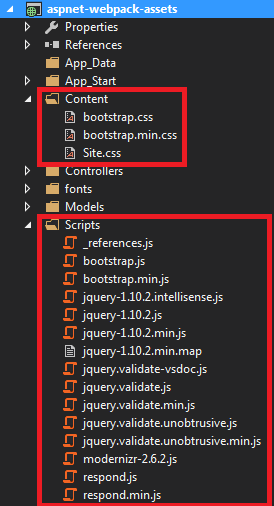 aspnet-webpack-assets
Properties
References
App_Data
App_Start
Content
bootstrap.css
bootstrap.min.css
Site.css
Controllers
fonts
Models
Scripts
_references.js
bootstrap.js
bootstrap.min.js
jquery-1.10.2.intellisense.js
jquery-1.10.2.js
jquery-1.10.2.min.js
jquery-1.10.2.min.map
jquery.validate-vsdoc.js
jquery.validate.js
jquery.validate.min.js
jquery.validate.unobtrusive.js
jquery.validate.unobtrusive.min.js
modernizr-2.6.2.js
respond.js
respond.min.js